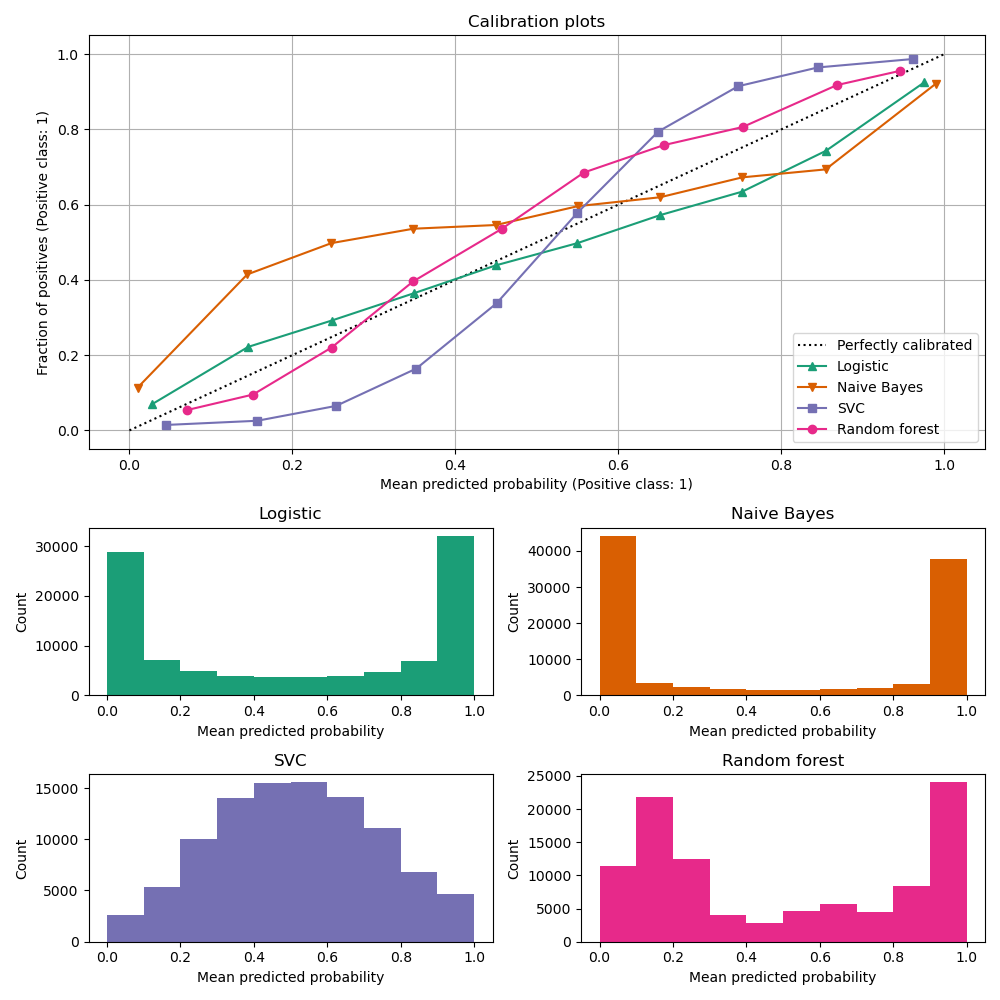 Calibration plots
1.0
0.8
0.6
0.4
0.2
0.0
Fraction of positives (Positive class: 1)
0.0 0.2 0.4 0.6 0.8 1.0
Mean predicted probability (Positive class: 1)
Perfectly calibrated
Logistic
Naive Bayes
SVC
Random forest
Logistic
30000
20000
10000
0
Count
0.0 0.2 0.4 0.6 0.8 1.0
Mean predicted probability
Naive Bayes
40000
30000
20000
10000
0
Count
0.0 0.2 0.4 0.6 0.8 1.0
Mean predicted probability
SVC
15000
10000
5000
0
Count
0.0 0.2 0.4 0.6 0.8 1.0
Mean predicted probability
Random forest
25000
20000
15000
10000
5000
0
Count
0.0 0.2 0.4 0.6 0.8 1.0
Mean predicted probability